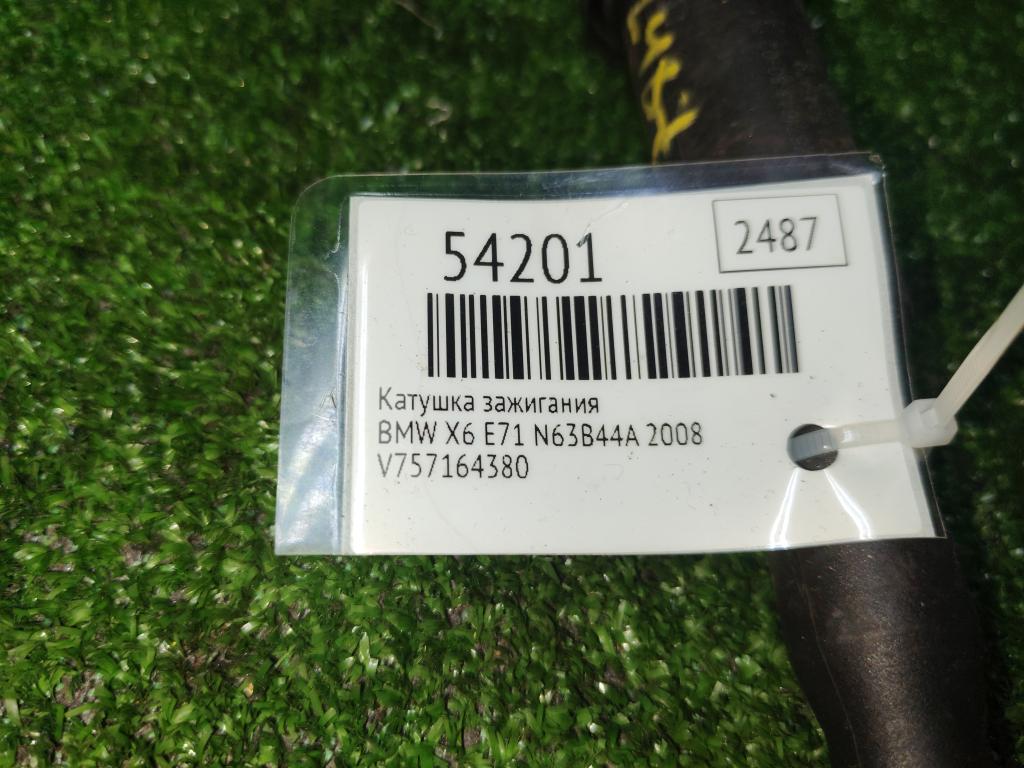 54201
2487
Катушка зажигания
BMW X6 E71 N63B44A 2008
V757164380